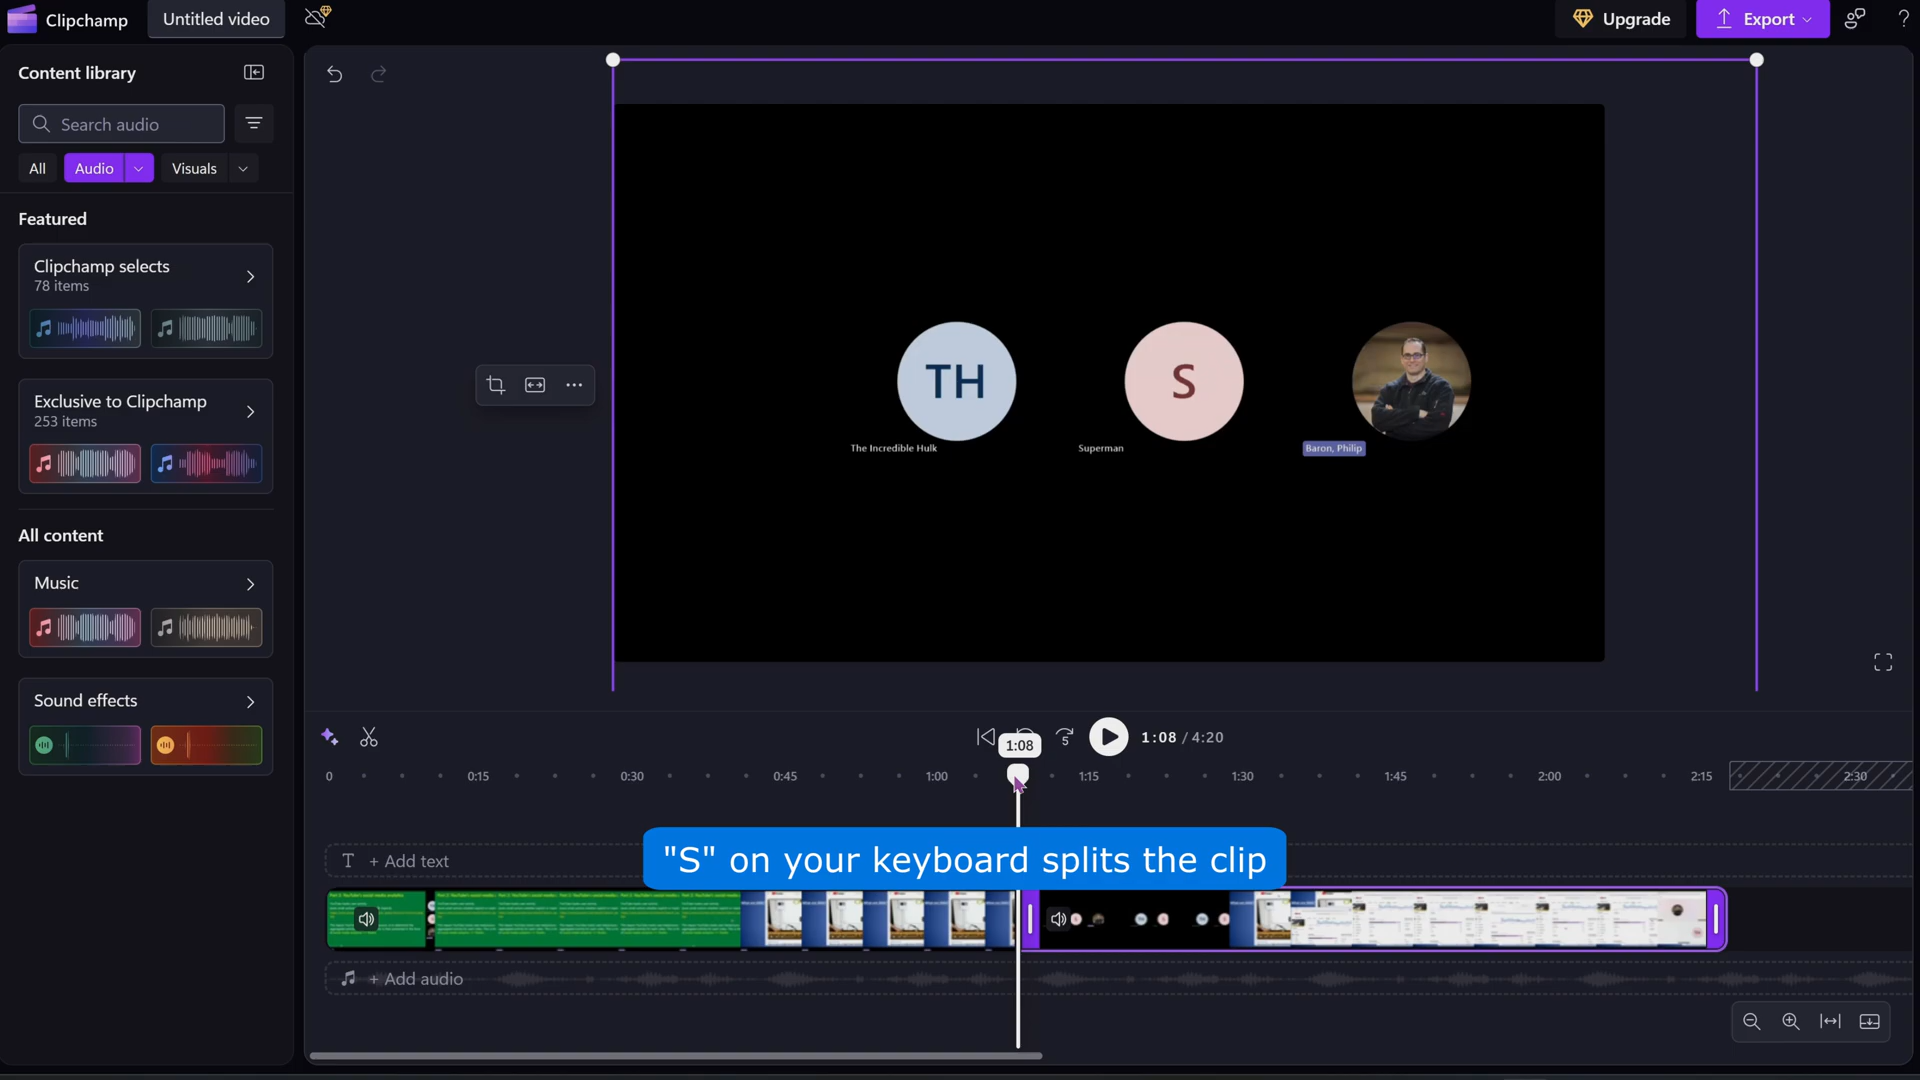 Clipchamp
Untitled video
Upgrade
Export
?
Content library
Search audio
All
Audio
Visuals
Featured
Clipchamp selects
78 items
Exclusive to Clipchamp
253 items
All content
Music
Sound effects
TH
S
The Incredible Hulk
Superman
Baron, Philip
1:08
5
1:08 / 4:20
0
0:15
0:30
0:45
1:00
1:15
1:30
1:45
2:00
2:15
2:30
T + Add text
"S" on your keyboard splits the clip
+ Add audio